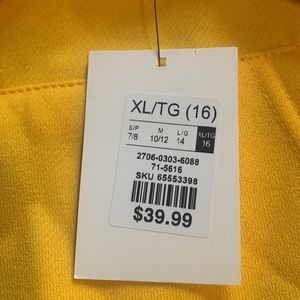 XL/TG (16)
S/P M L/G XL/TG
7/8 10/12 14 16
2706-0303-6088
71-5616
SKU 65553398
$39.99